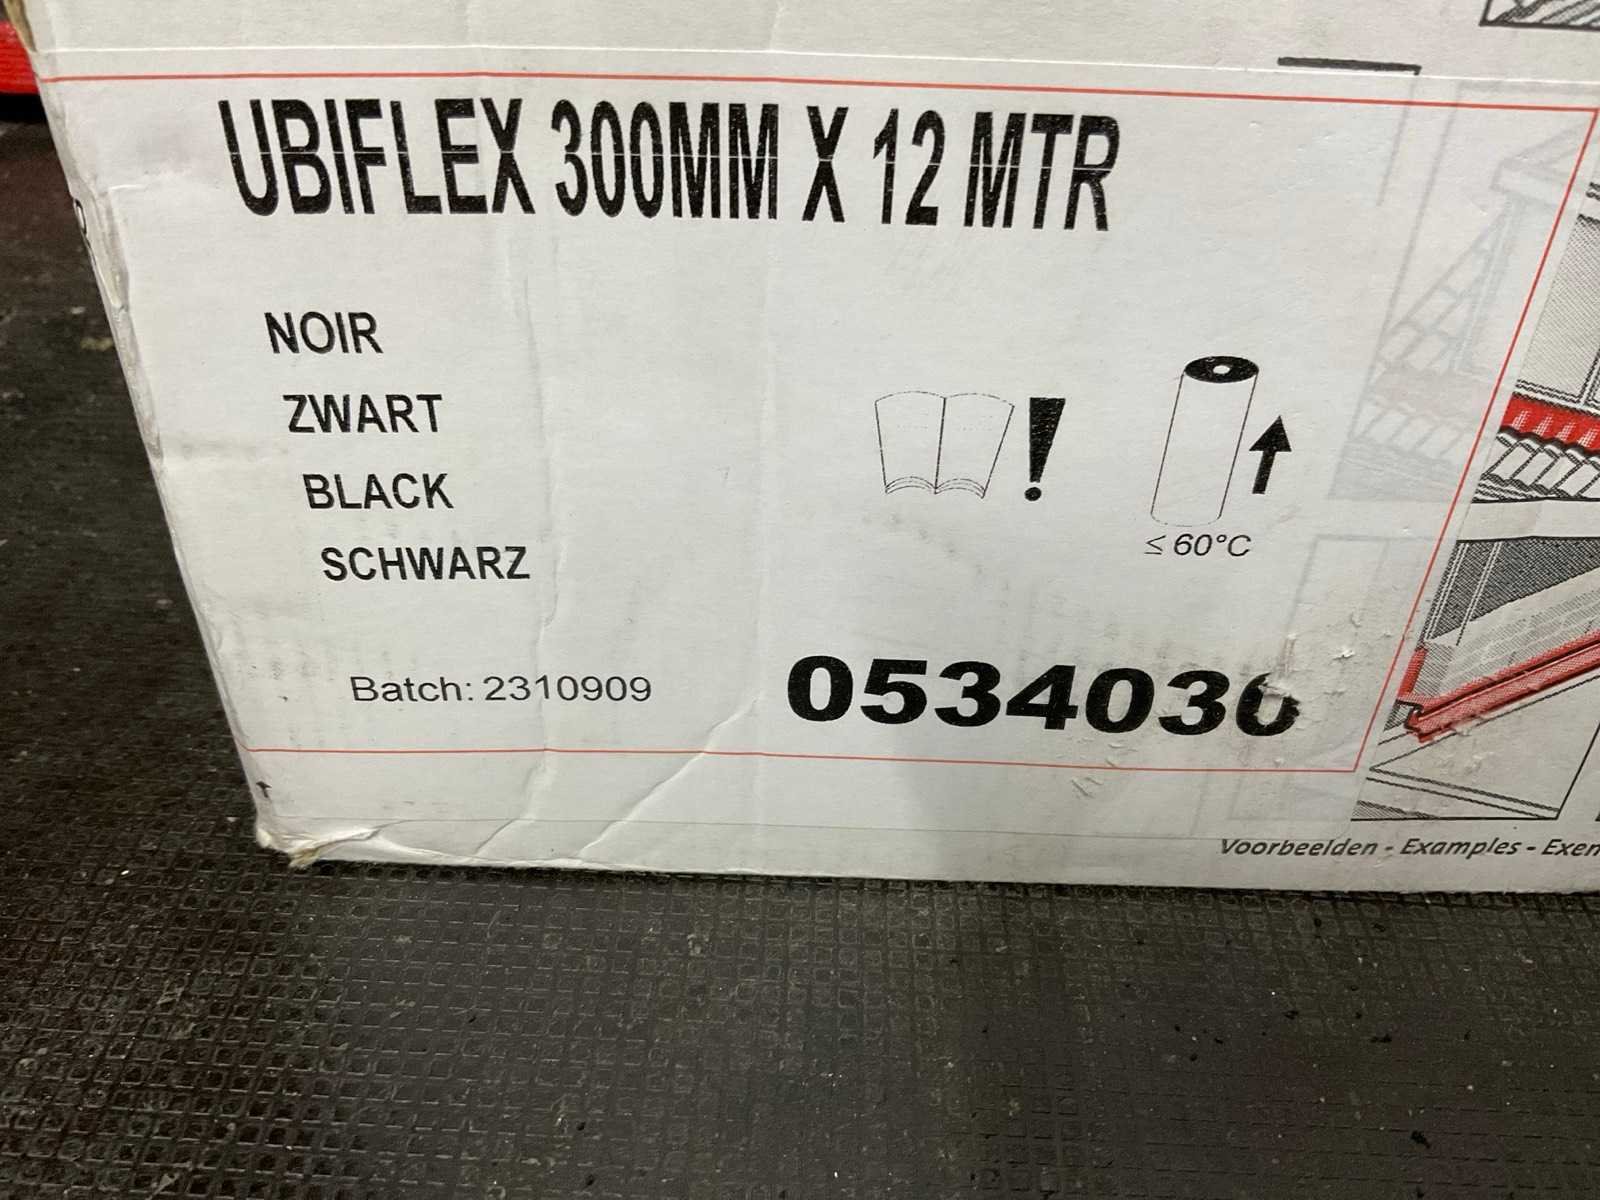 UBIFLEX 300MM X 12 MTR
NOIR
ZWART
BLACK
SCHWARZ
≤ 60°C
Batch: 2310909
0534030
Voorbeelden - Examples -